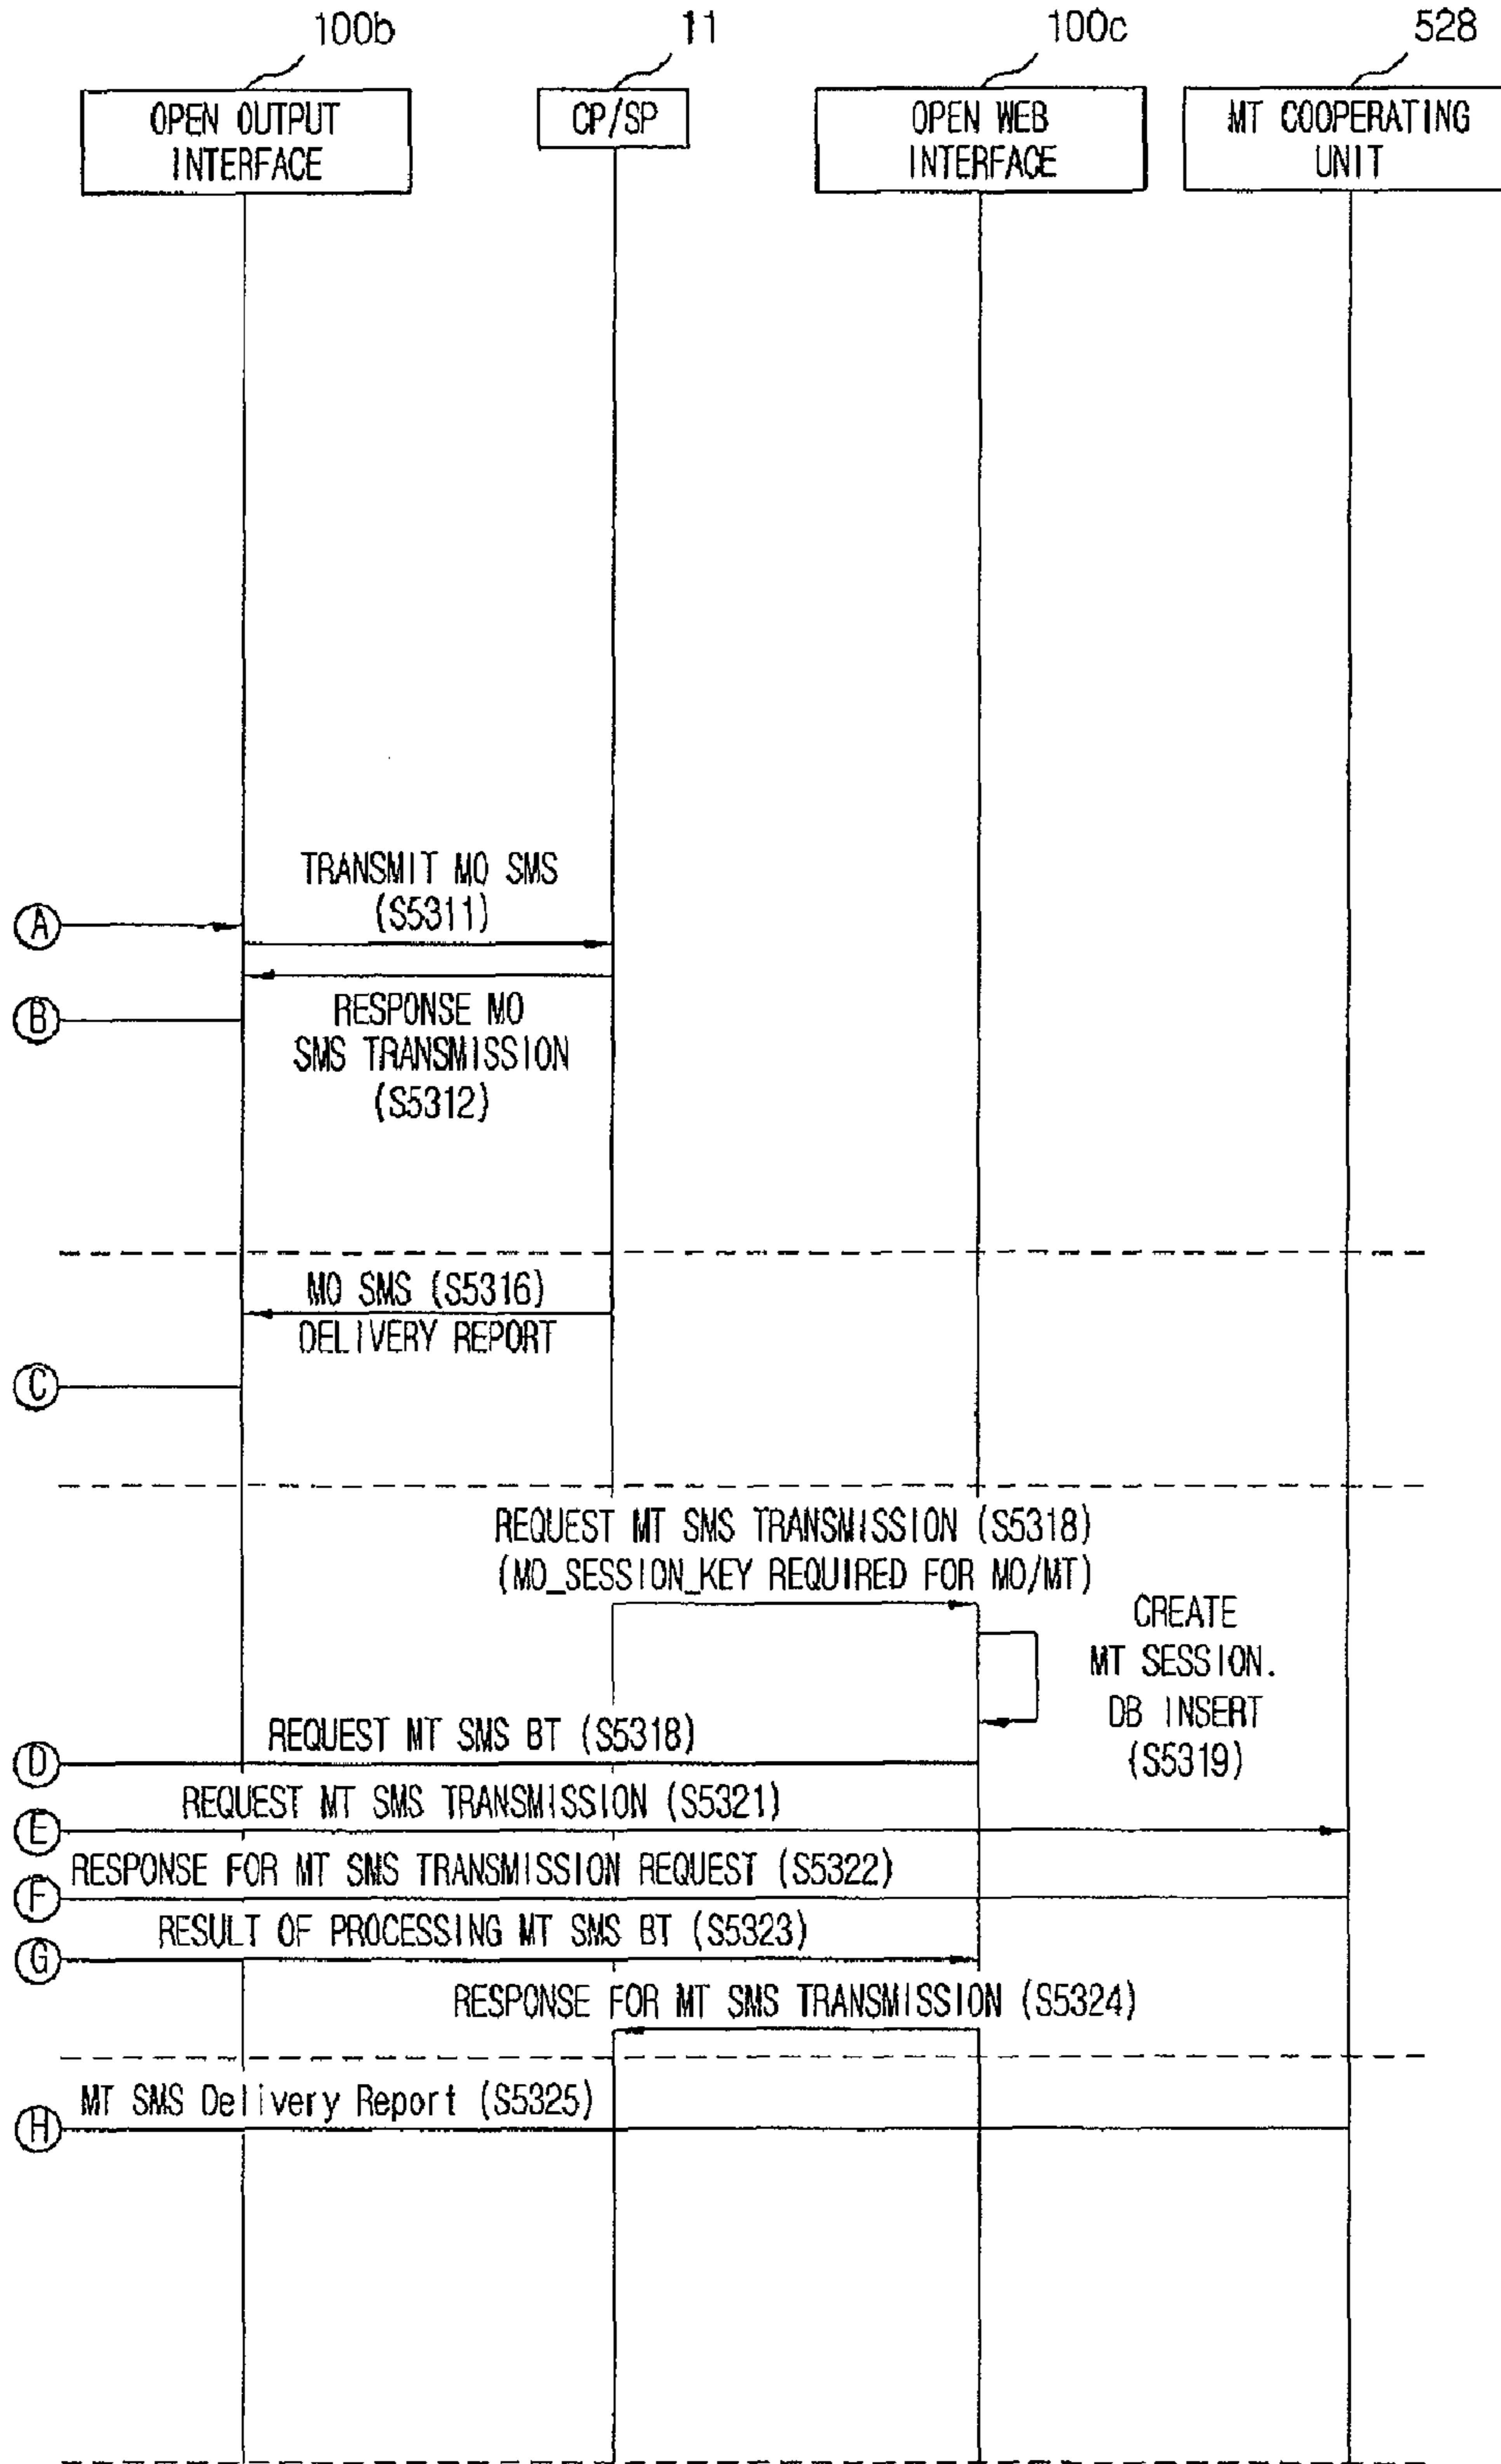 100b
11
100c
528
OPEN OUTPUT
INTERFACE
CP/SP
OPEN WEB
INTERFACE
MT COOPERATING
UNIT
TRANSMIT MO SMS
(S5311)
A
B
RESPONSE MO
SMS TRANSMISSION
(S5312)
MO SMS (S5316)
DELIVERY REPORT
C
REQUEST MT SMS TRANSMISSION (S5318)
(MO_SESSION_KEY REQUIRED FOR MO/MT)
CREATE
MT SESSION.
DB INSERT
(S5319)
REQUEST MT SMS BT (S5318)
D
REQUEST MT SMS TRANSMISSION (S5321)
E
RESPONSE FOR MT SMS TRANSMISSION REQUEST (S5322)
F
RESULT OF PROCESSING MT SMS BT (S5323)
G
RESPONSE FOR MT SMS TRANSMISSION (S5324)
MT SMS Delivery Report (S5325)
H